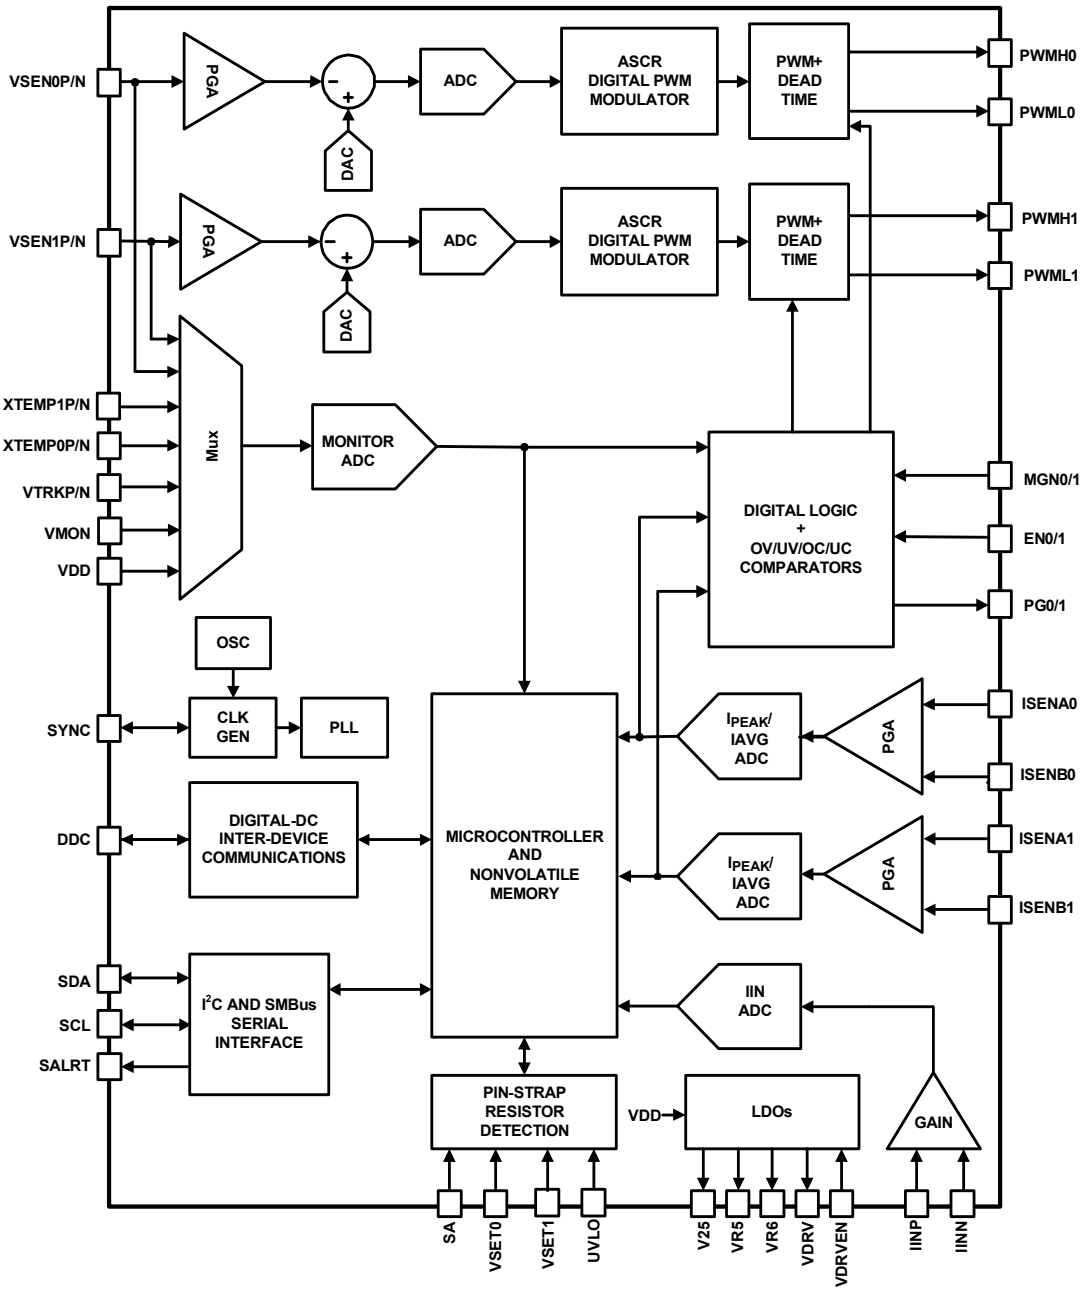 VSEN0P/N
PGA
−
+
DAC
ADC
ASCR
DIGITAL PWM
MODULATOR
PWM+
DEAD
TIME
PWMH0
PWML0
VSEN1P/N
PGA
−
+
DAC
ADC
ASCR
DIGITAL PWM
MODULATOR
PWM+
DEAD
TIME
PWMH1
PWML1
XTEMP1P/N
XTEMP0P/N
VTRKP/N
VMON
VDD
Mux
MONITOR
ADC
DIGITAL LOGIC
+
OV/UV/OC/UC
COMPARATORS
MGN0/1
EN0/1
PG0/1
OSC
SYNC
CLK
GEN
PLL
DDC
DIGITAL-DC
INTER-DEVICE
COMMUNICATIONS
MICROCONTROLLER
AND
NONVOLATILE
MEMORY
IPEAK/
IAVG
ADC
PGA
ISENA0
ISENB0
IPEAK/
IAVG
ADC
PGA
ISENA1
ISENB1
SDA
SCL
SALRT
I2C AND SMBus
SERIAL
INTERFACE
IIN
ADC
PIN-STRAP
RESISTOR
DETECTION
VDD
LDOs
GAIN
SA
VSET0
VSET1
UVLO
V25
VR5
VR6
VDRV
VDRVEN
IINP
IINN